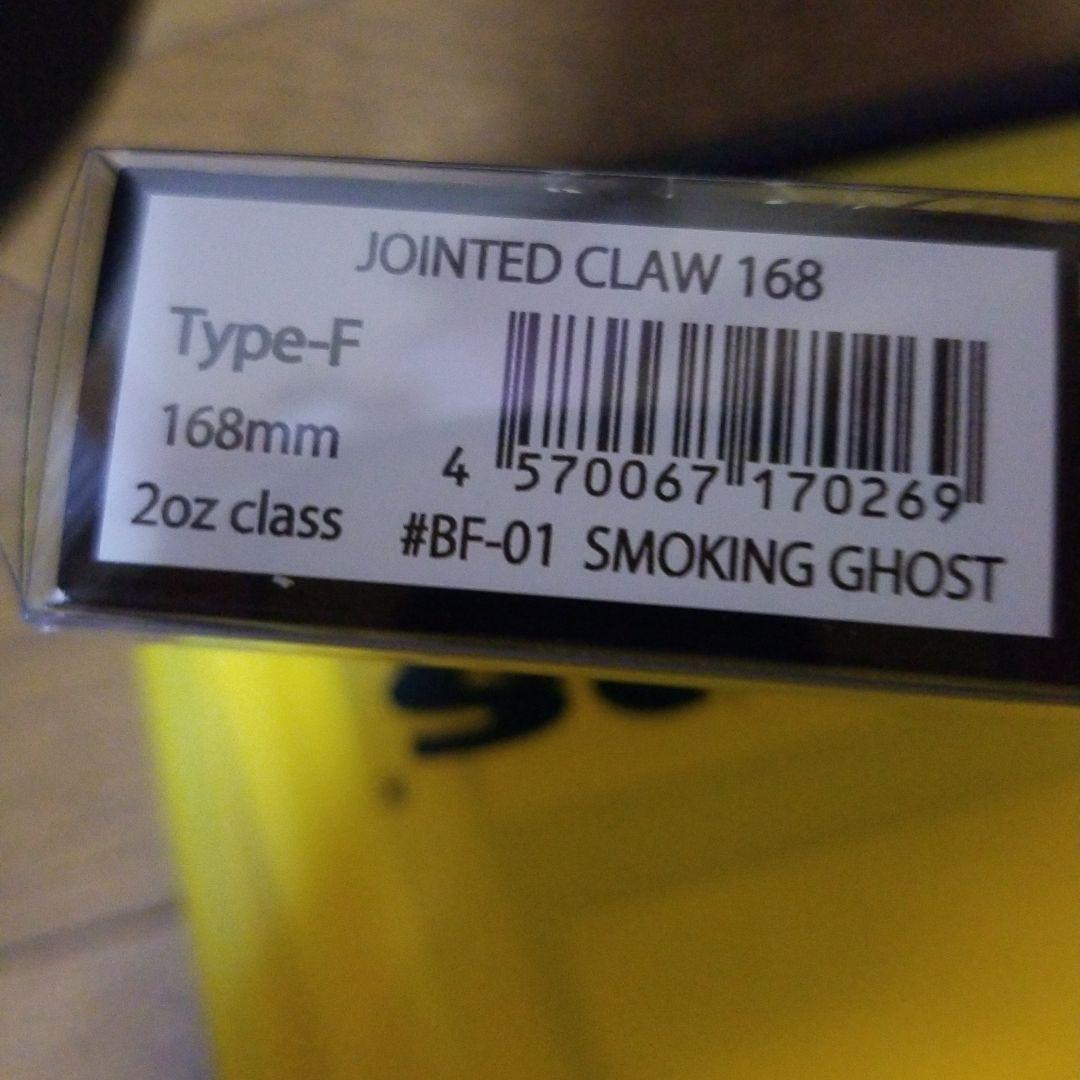 JOINTED CLAW 168
Type-F
168mm
2oz class
4 570067 170269
#BF-01 SMOKING GHOST